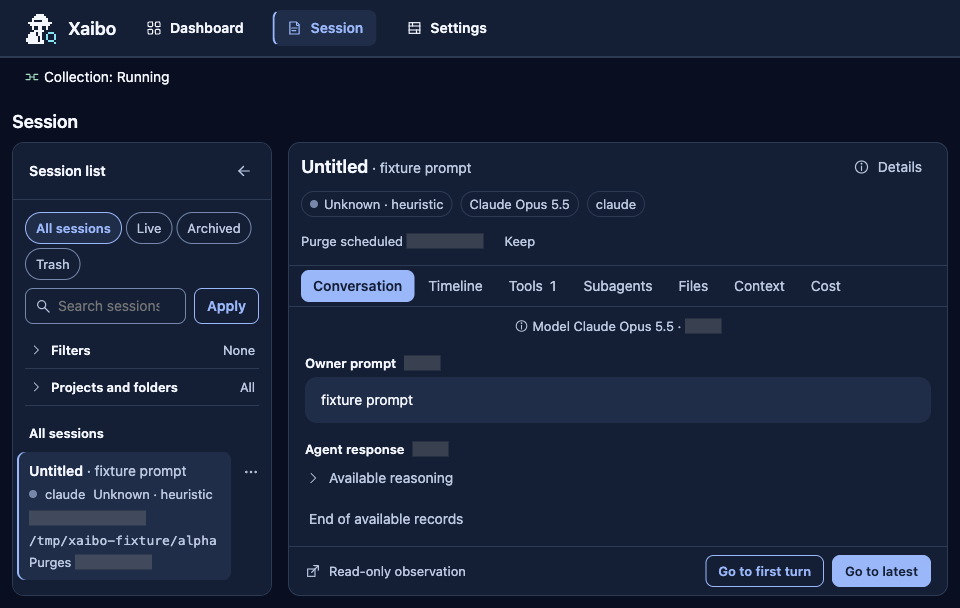 Xaibo
Dashboard
Session
Settings
Collection: Running
Session
Session list
All sessions
Live
Archived
Trash
Search sessions
Apply
Filters
None
Projects and folders
All
All sessions
Untitled · fixture prompt
claude Unknown · heuristic
/tmp/xaibo-fixture/alpha
Purges
Untitled · fixture prompt
Details
Unknown · heuristic
Claude Opus 5.5
claude
Purge scheduled
Keep
Conversation
Timeline
Tools 1
Subagents
Files
Context
Cost
Model Claude Opus 5.5 ·
Owner prompt
fixture prompt
Agent response
Available reasoning
End of available records
Read-only observation
Go to first turn
Go to latest